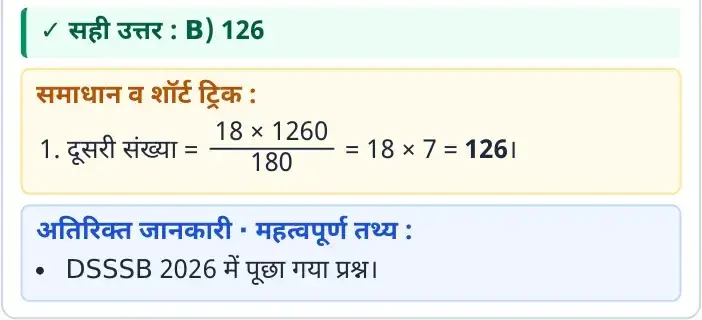 ✓ सही उत्तर : B) 126
समाधान व शॉर्ट ट्रिक :
1. दूसरी संख्या = 18 × 1260 / 180 = 18 × 7 = 126।
अतिरिक्त जानकारी · महत्वपूर्ण तथ्य :
• DSSSB 2026 में पूछा गया प्रश्न।